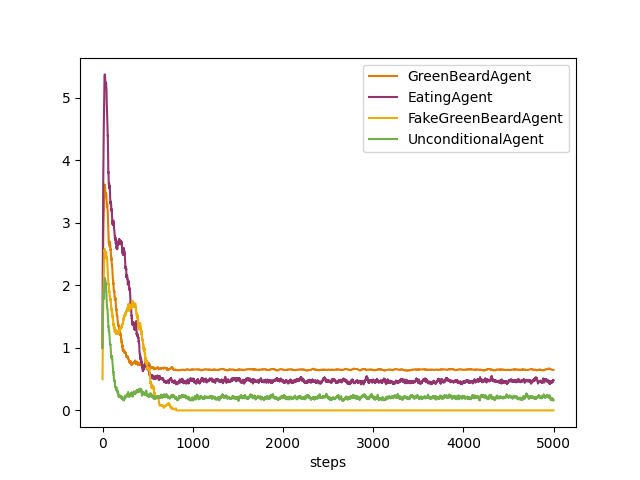 GreenBeardAgent
EatingAgent
FakeGreenBeardAgent
UnconditionalAgent
5
4
3
2
1
0
0 1000 2000 3000 4000 5000
steps